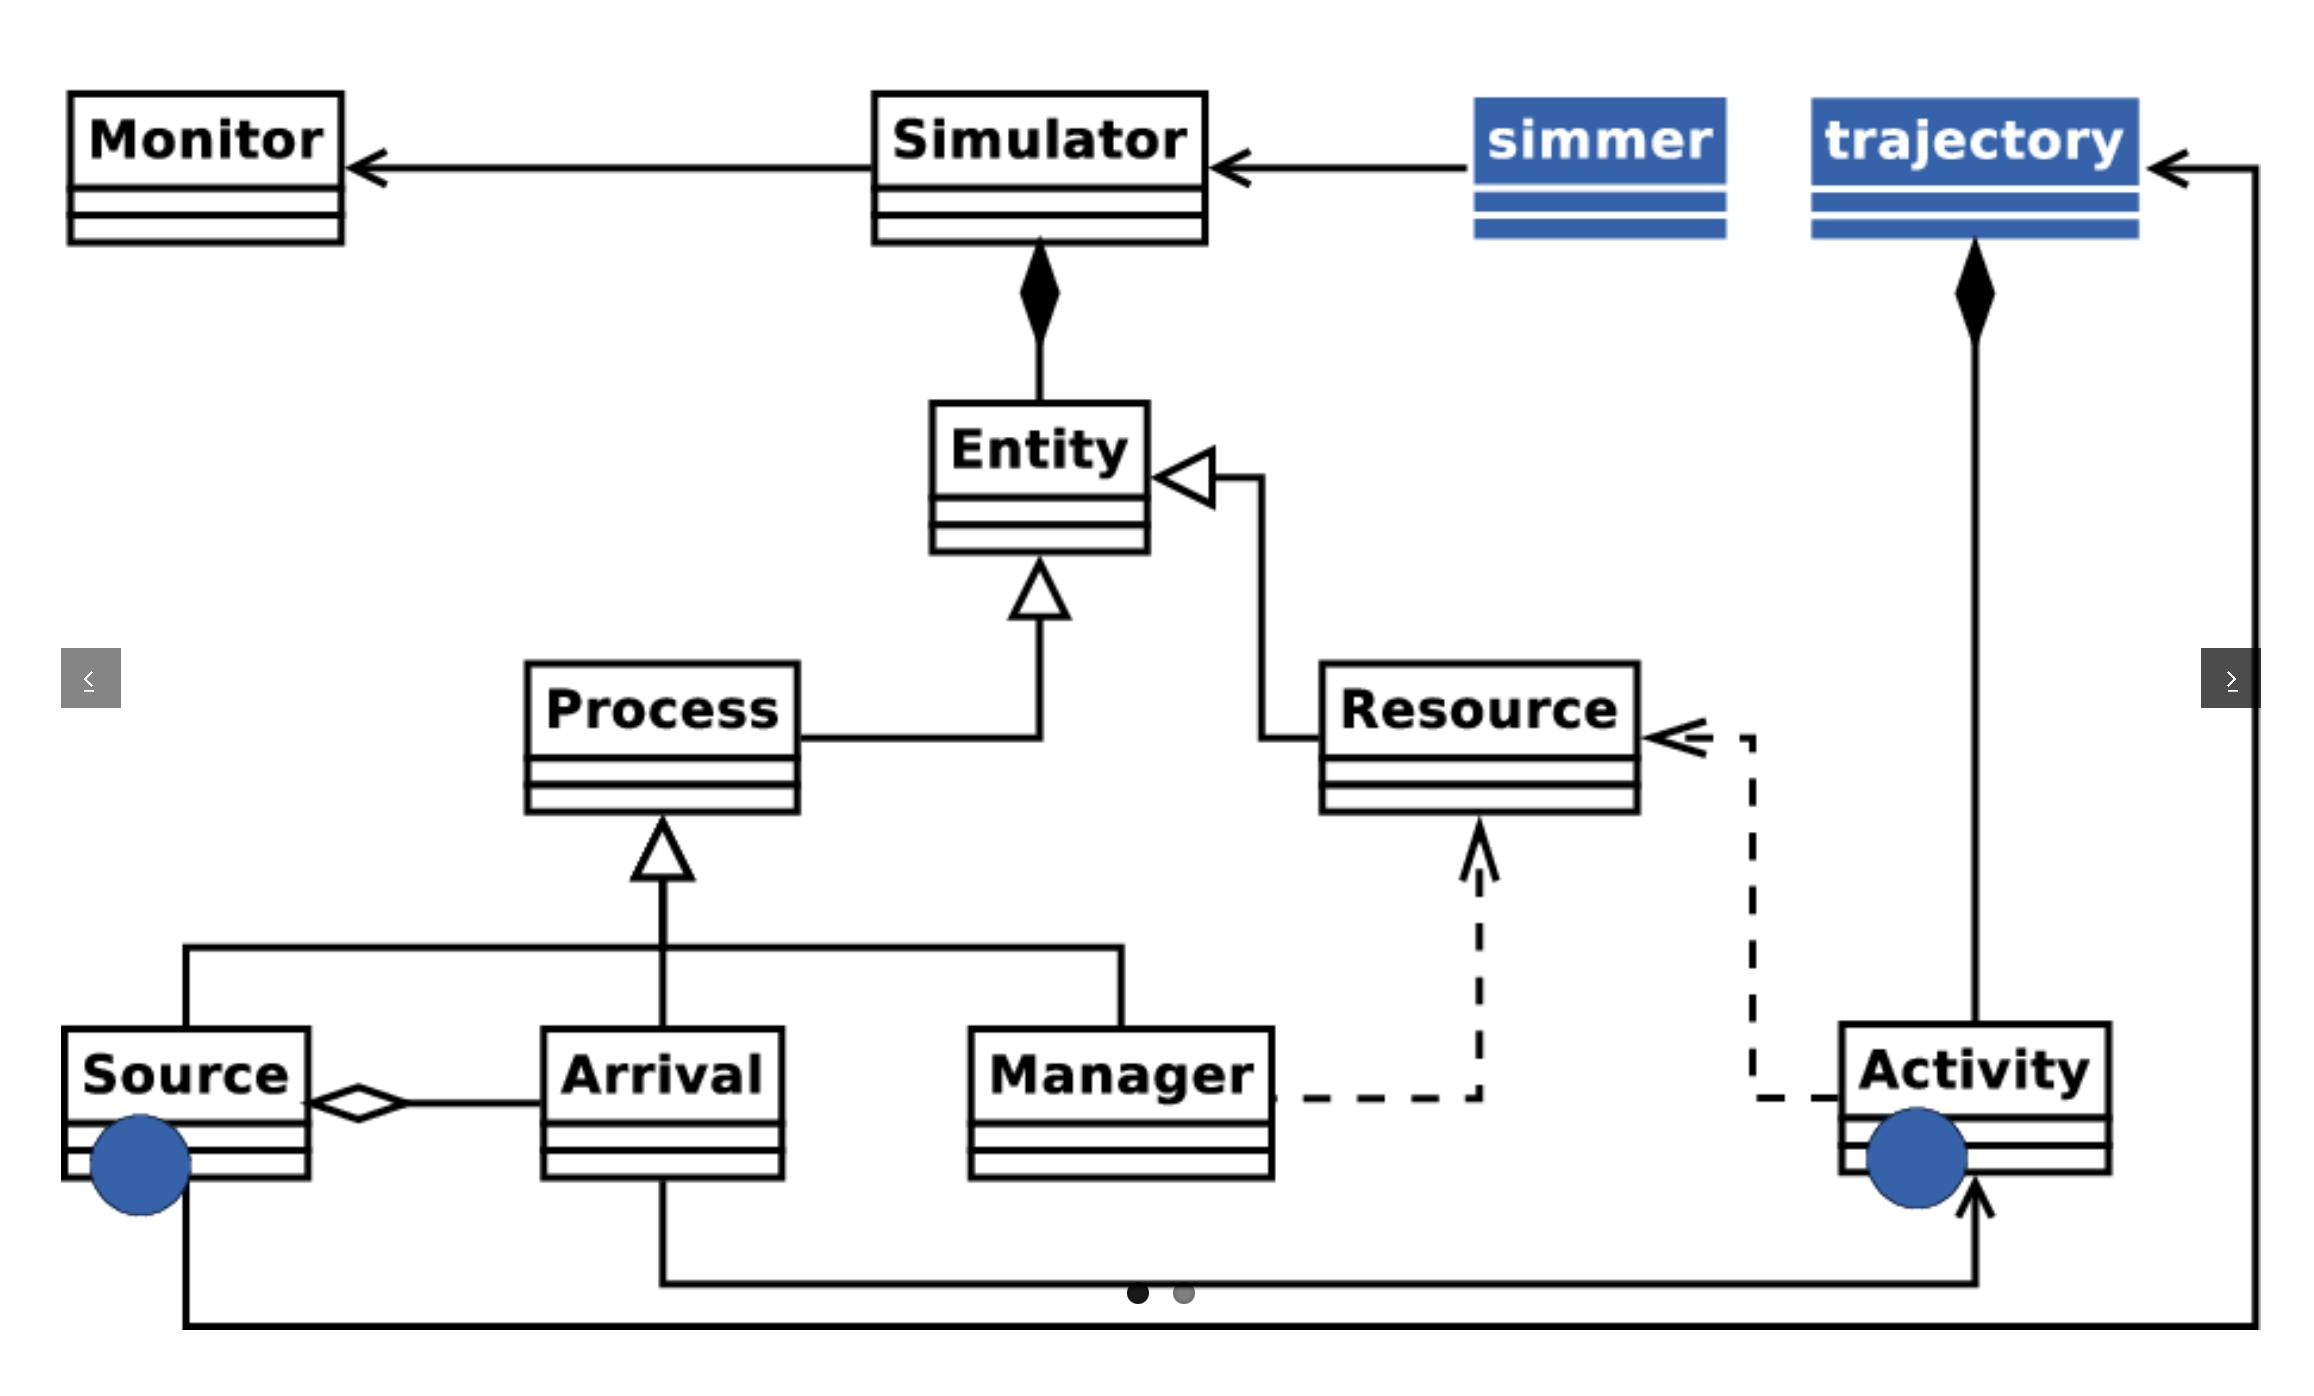 Monitor
Simulator
simmer
trajectory
Entity
Process
Resource
Source
Arrival
Manager
Activity